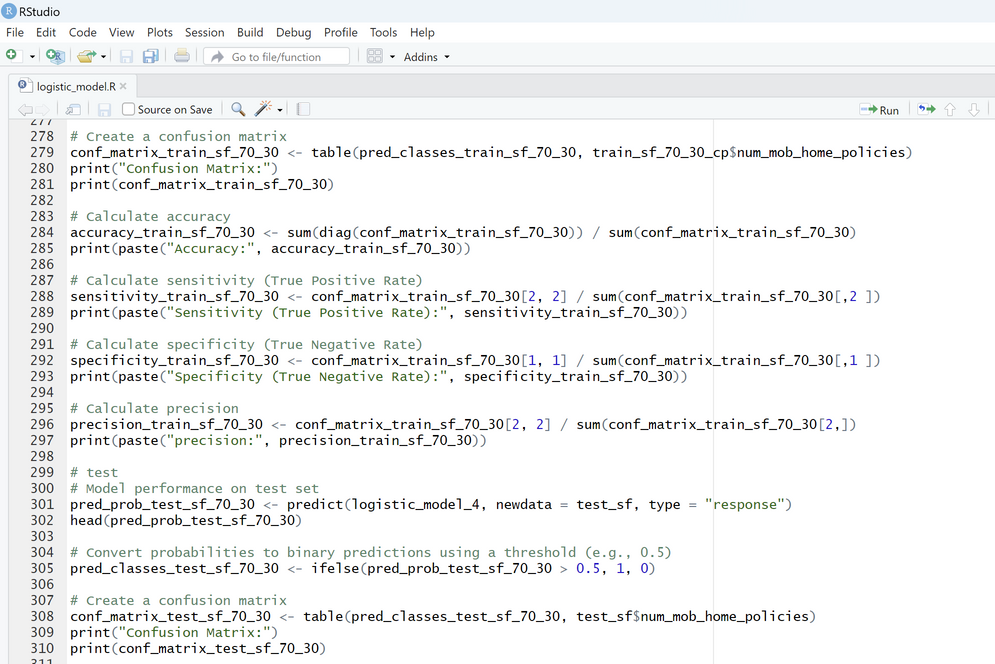 RStudio
File Edit Code View Plots Session Build Debug Profile Tools Help
Go to file/function Addins
logistic_model.R
Source on Save Run
277
278 # Create a confusion matrix
279 conf_matrix_train_sf_70_30 <- table(pred_classes_train_sf_70_30, train_sf_70_30_cp$num_mob_home_policies)
280 print("Confusion Matrix:")
281 print(conf_matrix_train_sf_70_30)
282
283 # Calculate accuracy
284 accuracy_train_sf_70_30 <- sum(diag(conf_matrix_train_sf_70_30)) / sum(conf_matrix_train_sf_70_30)
285 print(paste("Accuracy:", accuracy_train_sf_70_30))
286
287 # Calculate sensitivity (True Positive Rate)
288 sensitivity_train_sf_70_30 <- conf_matrix_train_sf_70_30[2, 2] / sum(conf_matrix_train_sf_70_30[,2 ])
289 print(paste("Sensitivity (True Positive Rate):", sensitivity_train_sf_70_30))
290
291 # Calculate specificity (True Negative Rate)
292 specificity_train_sf_70_30 <- conf_matrix_train_sf_70_30[1, 1] / sum(conf_matrix_train_sf_70_30[,1 ])
293 print(paste("Specificity (True Negative Rate):", specificity_train_sf_70_30))
294
295 # Calculate precision
296 precision_train_sf_70_30 <- conf_matrix_train_sf_70_30[2, 2] / sum(conf_matrix_train_sf_70_30[2,])
297 print(paste("precision:", precision_train_sf_70_30))
298
299 # test
300 # Model performance on test set
301 pred_prob_test_sf_70_30 <- predict(logistic_model_4, newdata = test_sf, type = "response")
302 head(pred_prob_test_sf_70_30)
303
304 # Convert probabilities to binary predictions using a threshold (e.g., 0.5)
305 pred_classes_test_sf_70_30 <- ifelse(pred_prob_test_sf_70_30 > 0.5, 1, 0)
306
307 # Create a confusion matrix
308 conf_matrix_test_sf_70_30 <- table(pred_classes_test_sf_70_30, test_sf$num_mob_home_policies)
309 print("Confusion Matrix:")
310 print(conf_matrix_test_sf_70_30)
311